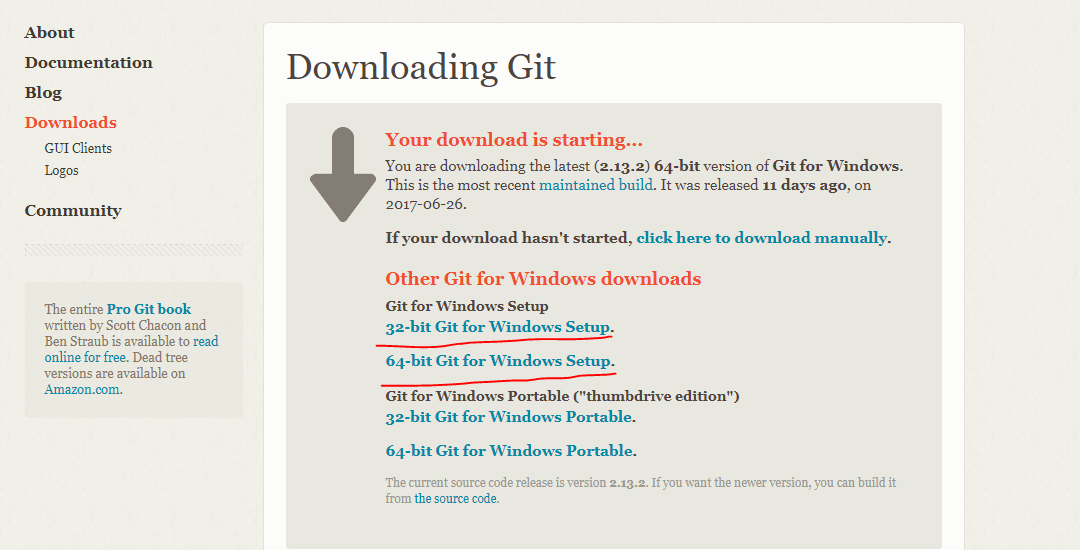 About
Documentation
Blog
Downloads
GUI Clients
Logos
Community
The entire Pro Git book
written by Scott Chacon and
Ben Straub is available to read
online for free. Dead tree
versions are available on
Amazon.com.
Downloading Git
Your download is starting...
You are downloading the latest (2.13.2) 64-bit version of Git for Windows.
This is the most recent maintained build. It was released 11 days ago, on
2017-06-26.
If your download hasn't started, click here to download manually.
Other Git for Windows downloads
Git for Windows Setup
32-bit Git for Windows Setup.
64-bit Git for Windows Setup.
Git for Windows Portable ("thumbdrive edition")
32-bit Git for Windows Portable.
64-bit Git for Windows Portable.
The current source code release is version 2.13.2. If you want the newer version, you can build it
from the source code.